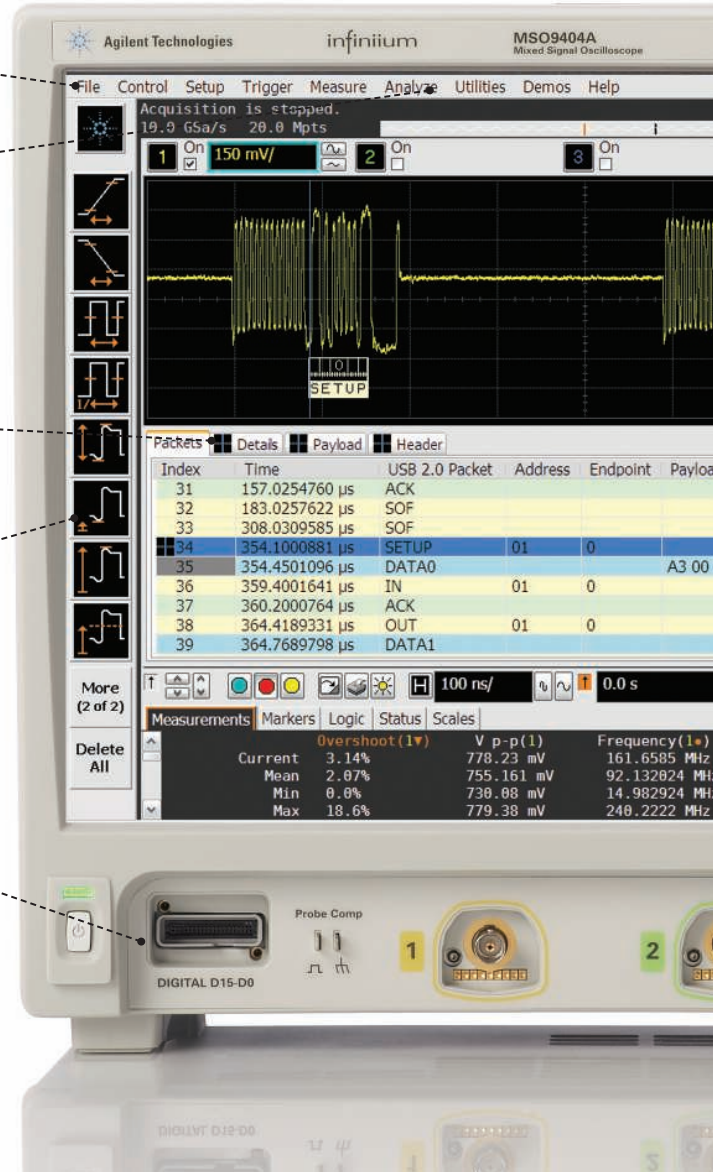 Agilent Technologies infiniium MSO9404A
Mixed Signal Oscilloscope
File Control Setup Trigger Measure Analyze Utilities Demos Help
Acquisition is stopped.
10.0 GSa/s 20.0 Mpts
1 On 150 mV/ 2 On 3 On
0
SETUP
Packets Details Payload Header
Index Time USB 2.0 Packet Address Endpoint Payloa
31 157.0254760 µs ACK
32 183.0257622 µs SOF
33 308.0309585 µs SOF
34 354.1000881 µs SETUP 01 0
35 354.4501096 µs DATA0 A3 00
36 359.4001641 µs IN 01 0
37 360.2000764 µs ACK
38 364.4189331 µs OUT 01 0
39 364.7689798 µs DATA1
1/
More
(2 of 2)
Delete
All
H 100 ns/ 0.0 s
Measurements Markers Logic Status Scales
Overshoot(1▼) V p-p(1) Frequency(1●)
Current 3.14% 778.23 mV 161.6585 MHz
Mean 2.07% 755.161 mV 92.132024 MH
Min 0.0% 730.08 mV 14.982924 MH
Max 18.6% 779.38 mV 240.2222 MHz
Probe Comp
1 2
DIGITAL D15-D0